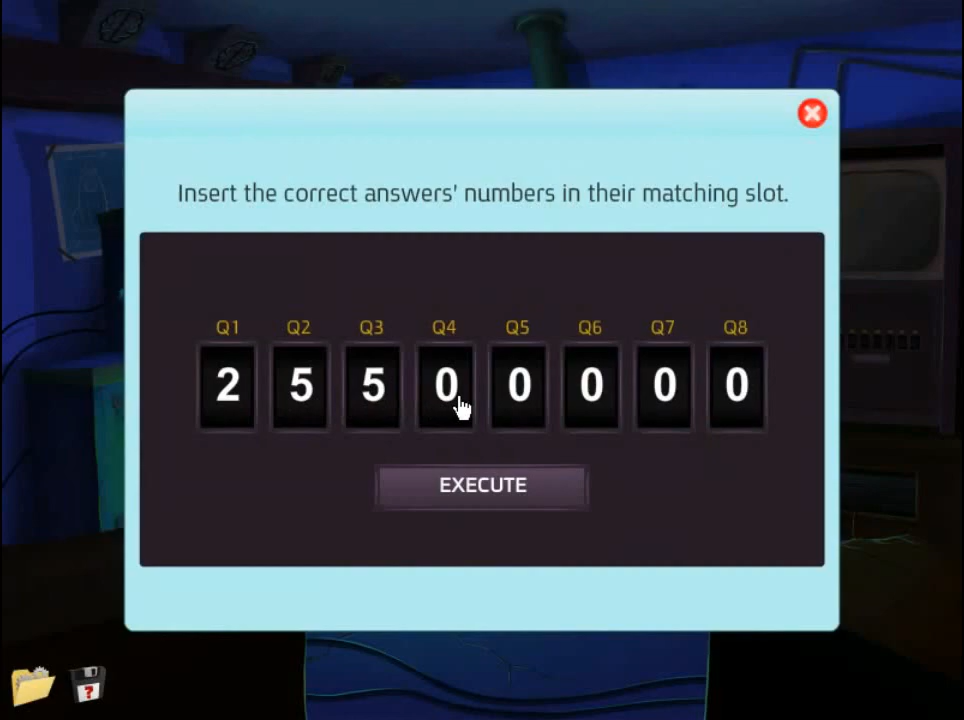 Insert the correct answers' numbers in their matching slot.
Q1 Q2 Q3 Q4 Q5 Q6 Q7 Q8
2 5 5 0 0 0 0 0
EXECUTE
?